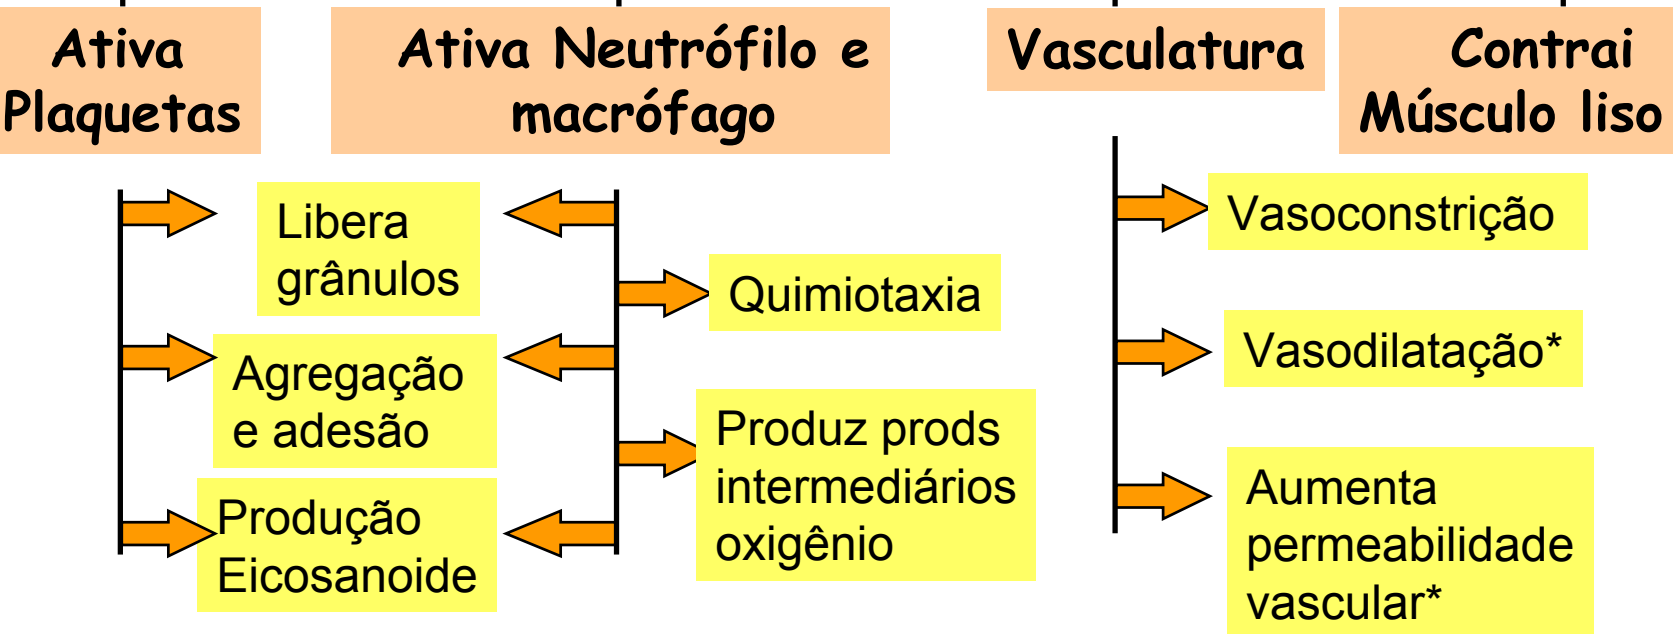 Ativa
Plaquetas
Ativa Neutrófilo e
macrófago
Vasculatura
Contrai
Músculo liso
Libera
grânulos
Agregação
e adesão
Produção
Eicosanoide
Quimiotaxia
Produz prods
intermediários
oxigênio
Vasoconstrição
Vasodilatação*
Aumenta
permeabilidade
vascular*